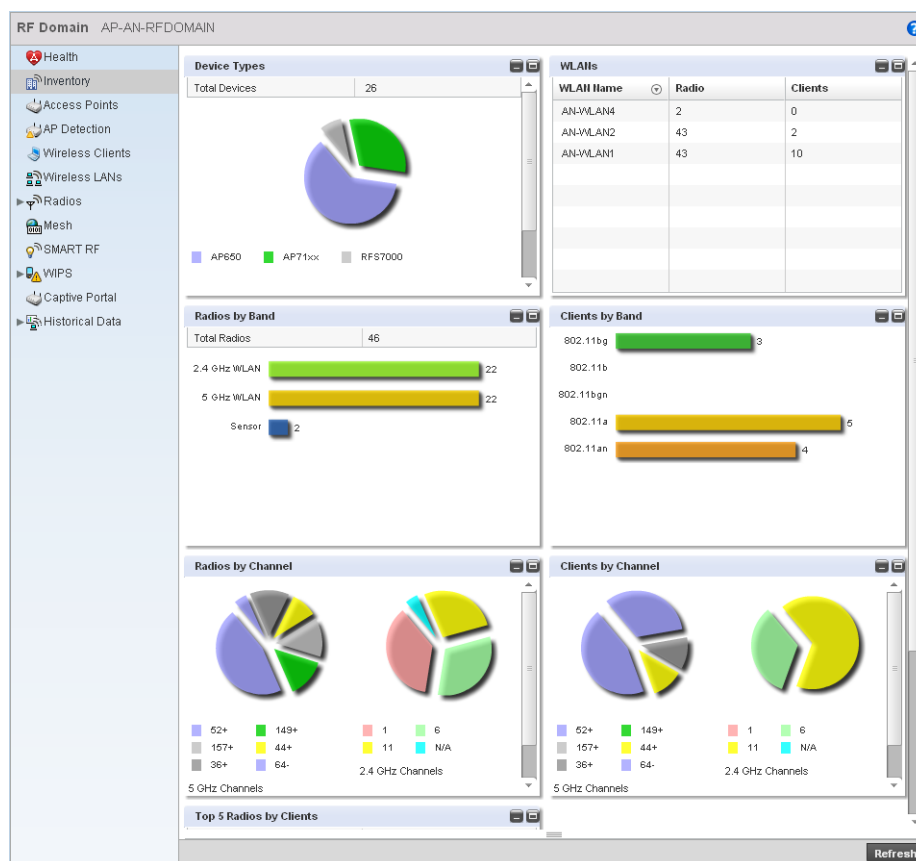 RF Domain AP-AN-RFDOMAIN
?
Health
Inventory
Access Points
AP Detection
Wireless Clients
Wireless LANs
Radios
Mesh
SMART RF
WIPS
Captive Portal
Historical Data
Device Types
Total Devices 26
AP650 AP71xx RFS7000
WLANs
WLAN Name Radio Clients
AN-WLAN4 2 0
AN-WLAN2 43 2
AN-WLAN1 43 10
Radios by Band
Total Radios 46
2.4 GHz WLAN 22
5 GHz WLAN 22
Sensor 2
Clients by Band
802.11bg 3
802.11b
802.11bgn
802.11a 5
802.11an 4
Radios by Channel
52+ 149+
157+ 44+
36+ 64-
5 GHz Channels
1 6
11 N/A
2.4 GHz Channels
Clients by Channel
52+ 149+
157+ 44+
36+ 64-
5 GHz Channels
1 6
11 N/A
2.4 GHz Channels
Top 5 Radios by Clients
Refresh